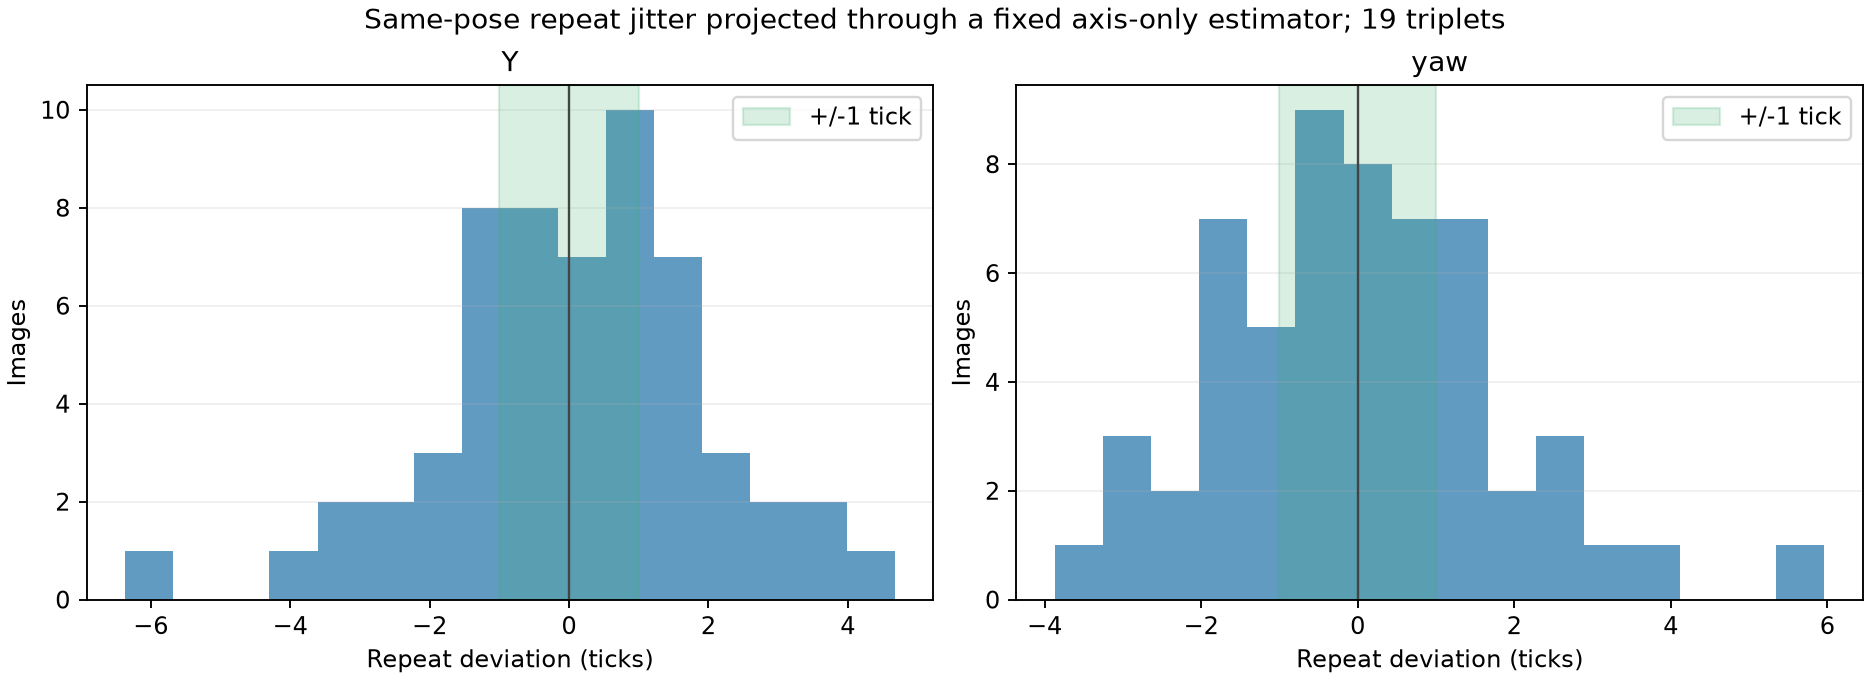 Same-pose repeat jitter projected through a fixed axis-only estimator; 19 triplets
Y
10
8
6
4
2
0
Images
+/-1 tick
−6 −4 −2 0 2 4
Repeat deviation (ticks)
yaw
8
6
4
2
0
Images
+/-1 tick
−4 −2 0 2 4 6
Repeat deviation (ticks)